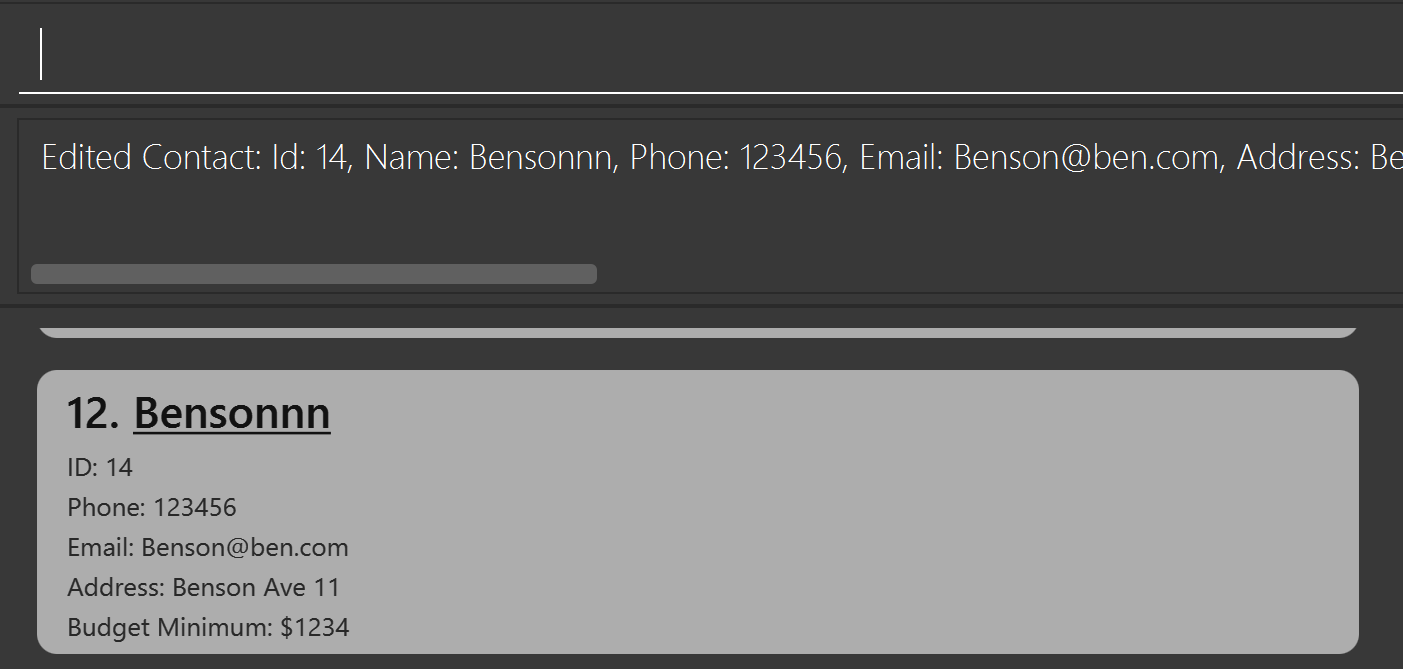 Edited Contact: Id: 14, Name: Bensonnn, Phone: 123456, Email: Benson@ben.com, Address: Be
12. Bensonnn
ID: 14
Phone: 123456
Email: Benson@ben.com
Address: Benson Ave 11
Budget Minimum: $1234